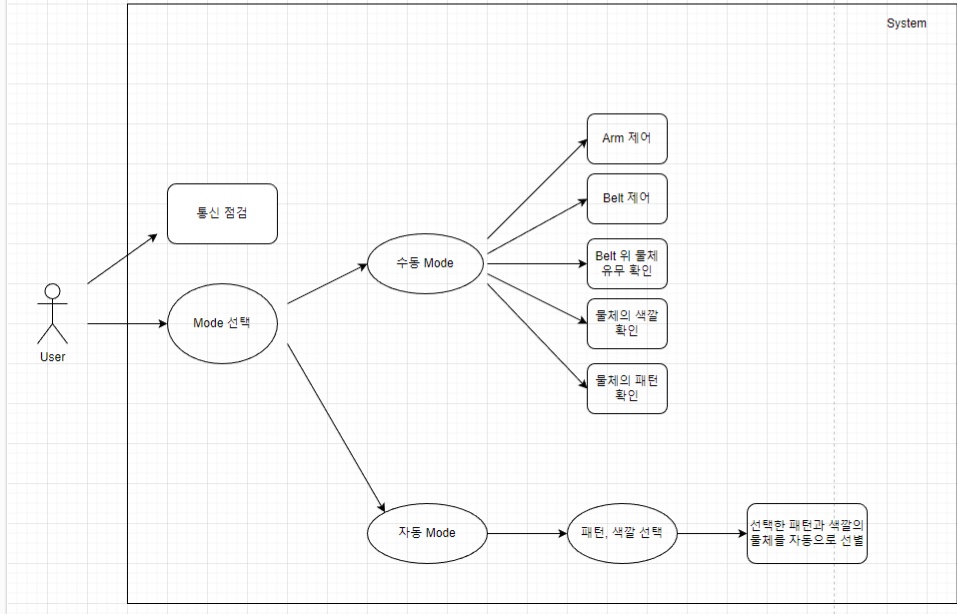 System
Arm 제어
Belt 제어
통신 점검
Belt 위 물체
유무 확인
수동 Mode
Mode 선택
물체의 색깔
확인
User
물체의 패턴
확인
자동 Mode
패턴, 색깔 선택
선택한 패턴과 색깔의
물체를 자동으로 선별